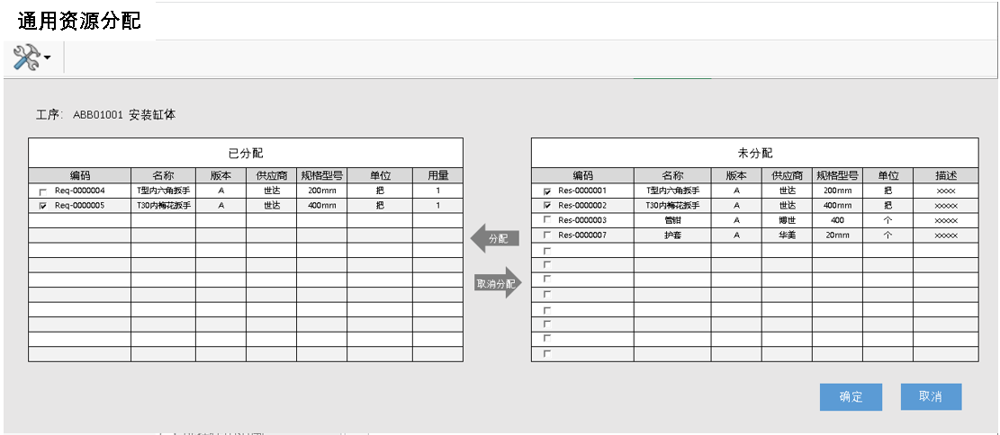 通用资源分配
工序: ABB01001 安装缸体
已分配
编码 名称 版本 供应商 规格型号 单位 用量
Req-0000004 T型内六角扳手 A 世达 200mm 把 1
Req-0000005 T30内梅花扳手 A 世达 400mm 把 1
分配
取消分配
未分配
编码 名称 版本 供应商 规格型号 单位 描述
Res-0000001 T型内六角扳手 A 世达 200mm 把 xxxx
Res-0000002 T30内梅花扳手 A 世达 400mm 把 xxxxx
Res-0000003 管钳 A 博世 400 个 xxxxx
Res-0000007 护套 A 华美 20mm 个 xxxxx
确定 取消